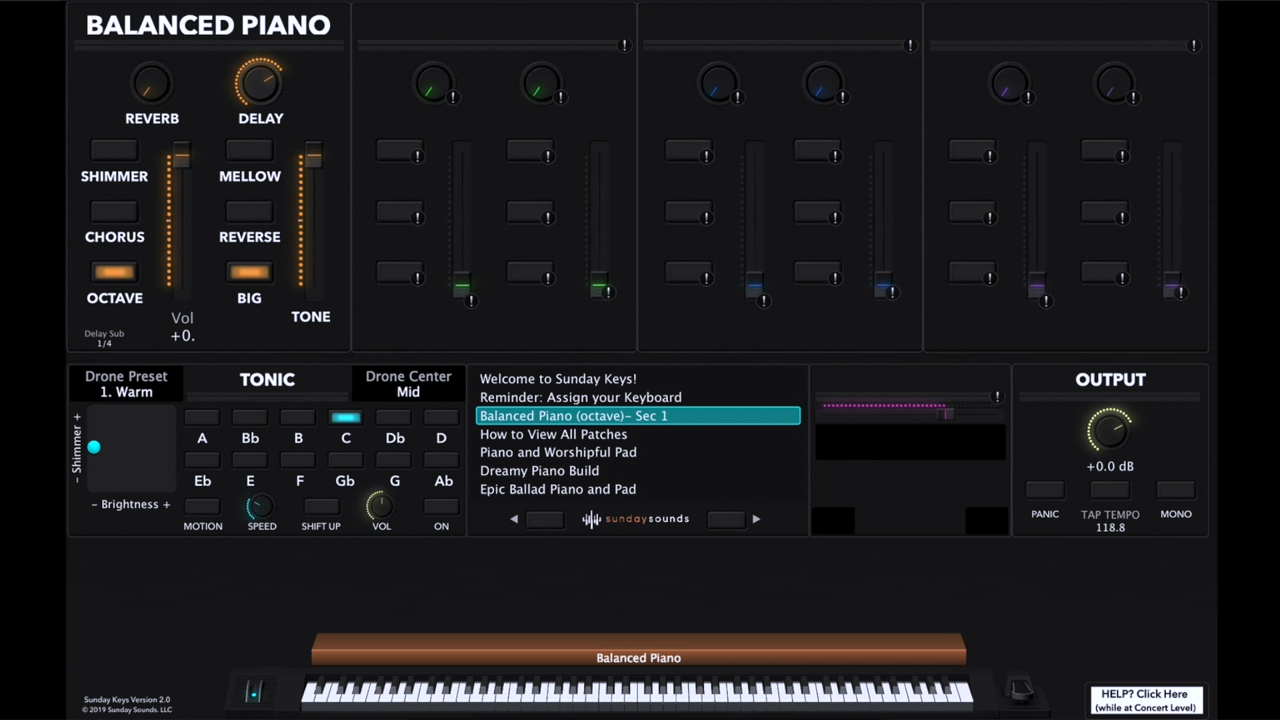 BALANCED PIANO
REVERB
DELAY
SHIMMER
MELLOW
CHORUS
REVERSE
OCTAVE
BIG
Vol
+0.
TONE
Delay Sub
1/4
! ! ! ! ! ! ! ! ! ! ! ! ! ! ! ! ! ! ! ! ! ! ! ! ! ! ! ! ! ! ! ! !
Drone Preset
1. Warm
TONIC
Drone Center
Mid
- Shimmer +
- Brightness +
A Bb B C Db D
Eb E F Gb G Ab
MOTION SPEED SHIFT UP VOL ON
Welcome to Sunday Keys!
Reminder: Assign your Keyboard
Balanced Piano (octave)- Sec 1
How to View All Patches
Piano and Worshipful Pad
Dreamy Piano Build
Epic Ballad Piano and Pad
sundaysounds
!
OUTPUT
+0.0 dB
PANIC
TAP TEMPO
118.8
MONO
Balanced Piano
Sunday Keys Version 2.0
© 2019 Sunday Sounds. LLC
HELP? Click Here
(while at Concert Level)